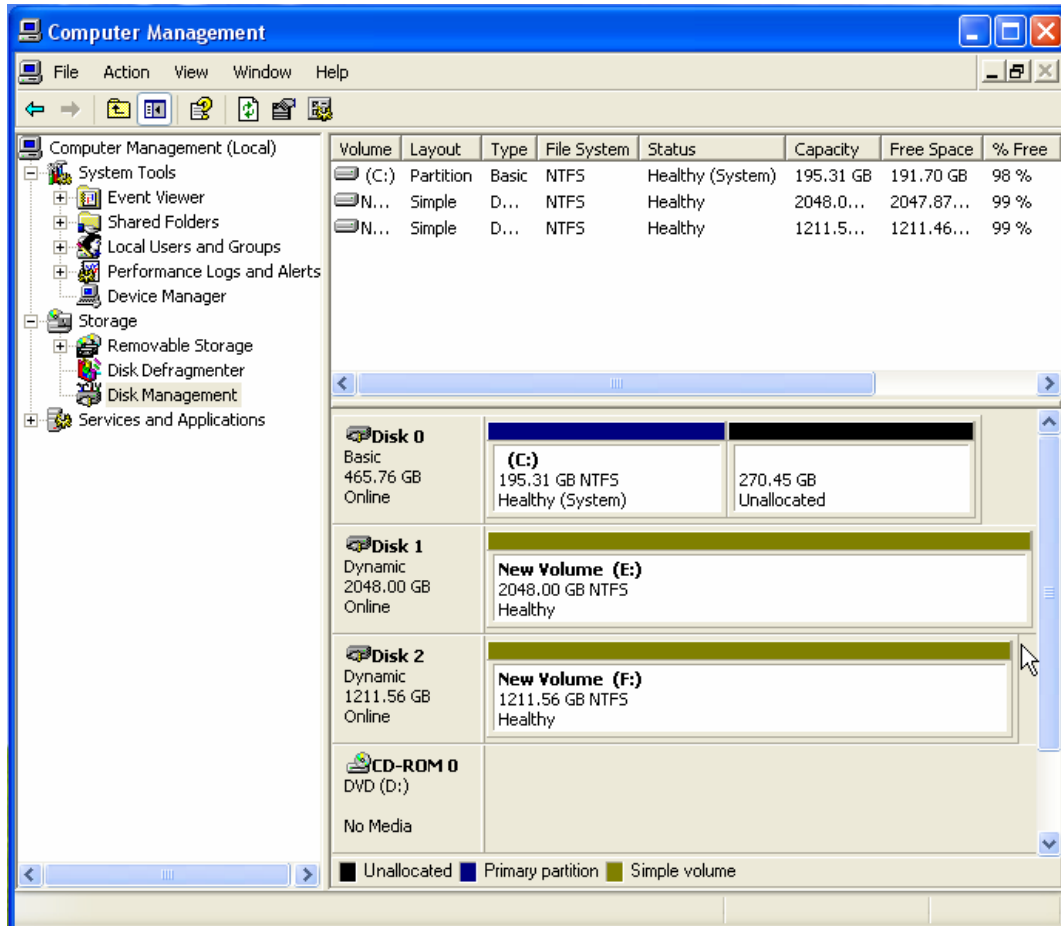 Computer Management
File Action View Window Help
Computer Management (Local)
System Tools
Event Viewer
Shared Folders
Local Users and Groups
Performance Logs and Alerts
Device Manager
Storage
Removable Storage
Disk Defragmenter
Disk Management
Services and Applications
Volume Layout Type File System Status Capacity Free Space % Free
(C:) Partition Basic NTFS Healthy (System) 195.31 GB 191.70 GB 98 %
N... Simple D... NTFS Healthy 2048.0... 2047.87... 99 %
N... Simple D... NTFS Healthy 1211.5... 1211.46... 99 %
Disk 0
Basic
465.76 GB
Online
(C:)
195.31 GB NTFS
Healthy (System)
270.45 GB
Unallocated
Disk 1
Dynamic
2048.00 GB
Online
New Volume (E:)
2048.00 GB NTFS
Healthy
Disk 2
Dynamic
1211.56 GB
Online
New Volume (F:)
1211.56 GB NTFS
Healthy
CD-ROM 0
DVD (D:)
No Media
Unallocated Primary partition Simple volume